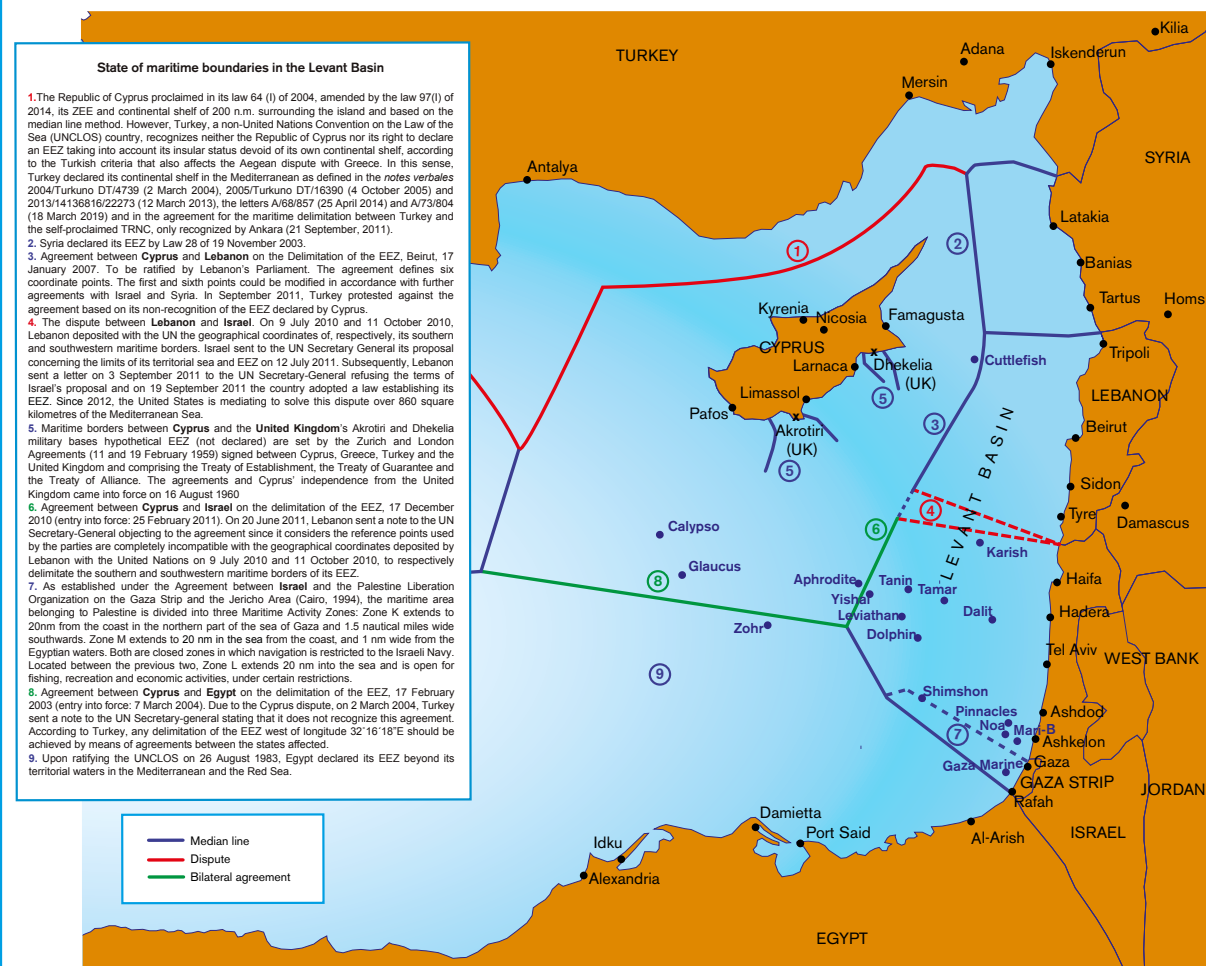 State of maritime boundaries in the Levant Basin
1.The Republic of Cyprus proclaimed in its law 64 (I) of 2004, amended by the law 97(I) of
2014, its ZEE and continental shelf of 200 n.m. surrounding the island and based on the
median line method. However, Turkey, a non-United Nations Convention on the Law of the
Sea (UNCLOS) country, recognizes neither the Republic of Cyprus nor its right to declare
an EEZ taking into account its insular status devoid of its own continental shelf, according
to the Turkish criteria that also affects the Aegean dispute with Greece. In this sense,
Turkey declared its continental shelf in the Mediterranean as defined in the notes verbales
2004/Turkuno DT/4739 (2 March 2004), 2005/Turkuno DT/16390 (4 October 2005) and
2013/14136816/22273 (12 March 2013), the letters A/68/857 (25 April 2014) and A/73/804
(18 March 2019) and in the agreement for the maritime delimitation between Turkey and
the self-proclaimed TRNC, only recognized by Ankara (21 September, 2011).
2. Syria declared its EEZ by Law 28 of 19 November 2003.
3. Agreement between Cyprus and Lebanon on the Delimitation of the EEZ, Beirut, 17
January 2007. To be ratified by Lebanon's Parliament. The agreement defines six
coordinate points. The first and sixth points could be modified in accordance with further
agreements with Israel and Syria. In September 2011, Turkey protested against the
agreement based on its non-recognition of the EEZ declared by Cyprus.
4. The dispute between Lebanon and Israel. On 9 July 2010 and 11 October 2010,
Lebanon deposited with the UN the geographical coordinates of, respectively, its southern
and southwestern maritime borders. Israel sent to the UN Secretary General its proposal
concerning the limits of its territorial sea and EEZ on 12 July 2011. Subsequently, Lebanon
sent a letter on 3 September 2011 to the UN Secretary-General refusing the terms of
Israel's proposal and on 19 September 2011 the country adopted a law establishing its
EEZ. Since 2012, the United States is mediating to solve this dispute over 860 square
kilometres of the Mediterranean Sea.
5. Maritime borders between Cyprus and the United Kingdom's Akrotiri and Dhekelia
military bases hypothetical EEZ (not declared) are set by the Zurich and London
Agreements (11 and 19 February 1959) signed between Cyprus, Greece, Turkey and the
United Kingdom and comprising the Treaty of Establishment, the Treaty of Guarantee and
the Treaty of Alliance. The agreements and Cyprus' independence from the United
Kingdom came into force on 16 August 1960
6. Agreement between Cyprus and Israel on the delimitation of the EEZ, 17 December
2010 (entry into force: 25 February 2011). On 20 June 2011, Lebanon sent a note to the UN
Secretary-General objecting to the agreement since it considers the reference points used
by the parties are completely incompatible with the geographical coordinates deposited by
Lebanon with the United Nations on 9 July 2010 and 11 October 2010, to respectively
delimitate the southern and southwestern maritime borders of its EEZ.
7. As established under the Agreement between Israel and the Palestine Liberation
Organization on the Gaza Strip and the Jericho Area (Cairo, 1994), the maritime area
belonging to Palestine is divided into three Maritime Activity Zones: Zone K extends to
20nm from the coast in the northern part of the sea of Gaza and 1.5 nautical miles wide
southwards. Zone M extends to 20 nm in the sea from the coast, and 1 nm wide from the
Egyptian waters. Both are closed zones in which navigation is restricted to the Israeli Navy.
Located between the previous two, Zone L extends 20 nm into the sea and is open for
fishing, recreation and economic activities, under certain restrictions.
8. Agreement between Cyprus and Egypt on the delimitation of the EEZ, 17 February
2003 (entry into force: 7 March 2004). Due to the Cyprus dispute, on 2 March 2004, Turkey
sent a note to the UN Secretary-general stating that it does not recognize this agreement.
According to Turkey, any delimitation of the EEZ west of longitude 32˚16'18"E should be
achieved by means of agreements between the states affected.
9. Upon ratifying the UNCLOS on 26 August 1983, Egypt declared its EEZ beyond its
territorial waters in the Mediterranean and the Red Sea.
Median line
Dispute
Bilateral agreement
TURKEY
Kilia
Adana
Iskenderun
Mersin
Antalya
SYRIA
Latakia
1
2
Banias
Tartus
Homs
Kyrenia
Nicosia
Famagusta
CYPRUS
Tripoli
Larnaca
Dhekelia
(UK)
Cuttlefish
Limassol
5
LEBANON
Pafos
Akrotiri
(UK)
3
Beirut
5
LEVANT BASIN
Sidon
4
Tyre
Damascus
Calypso
6
Karish
Glaucus
8
Aphrodite
Tanin
Haifa
Yishai
Tamar
Leviathan
Dalit
Hadera
Zohr
Dolphin
Tel Aviv
WEST BANK
9
Shimshon
Pinnacles
Ashdod
Noa
Mari-B
7
Ashkelon
Gaza Marine
Gaza
GAZA STRIP
JORDAN
Rafah
Damietta
Port Said
Al-Arish
ISRAEL
Idku
Alexandria
EGYPT